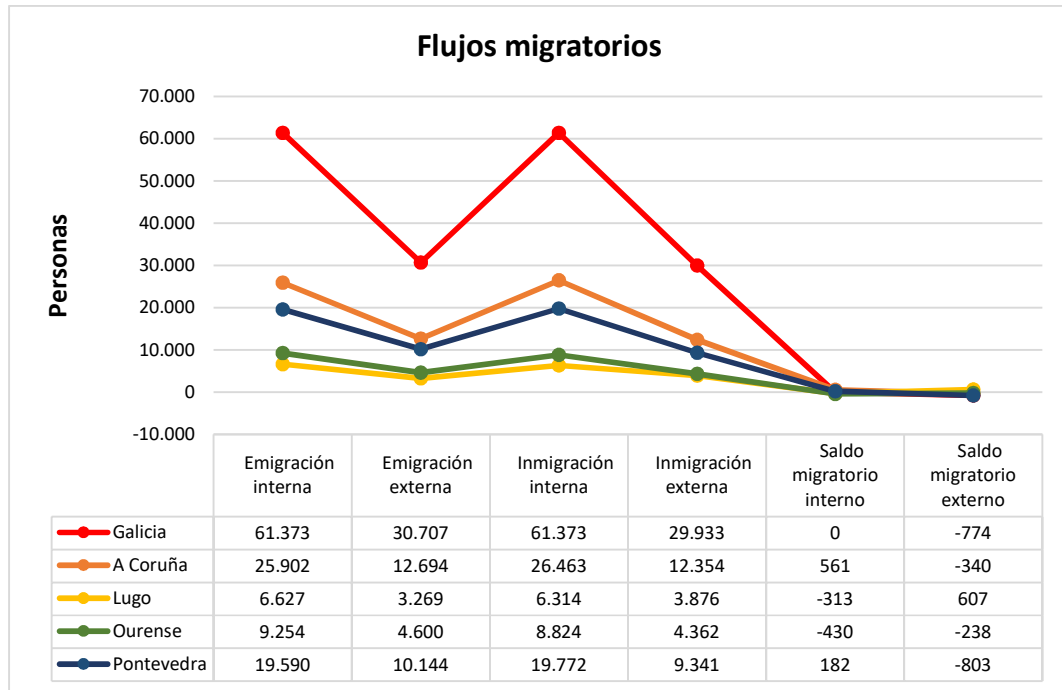 Flujos migratorios
Personas
70.000
60.000
50.000
40.000
30.000
20.000
10.000
0
-10.000
Emigración interna
Emigración externa
Inmigración interna
Inmigración externa
Saldo migratorio interno
Saldo migratorio externo
Galicia 61.373 30.707 61.373 29.933 0 -774
A Coruña 25.902 12.694 26.463 12.354 561 -340
Lugo 6.627 3.269 6.314 3.876 -313 607
Ourense 9.254 4.600 8.824 4.362 -430 -238
Pontevedra 19.590 10.144 19.772 9.341 182 -803